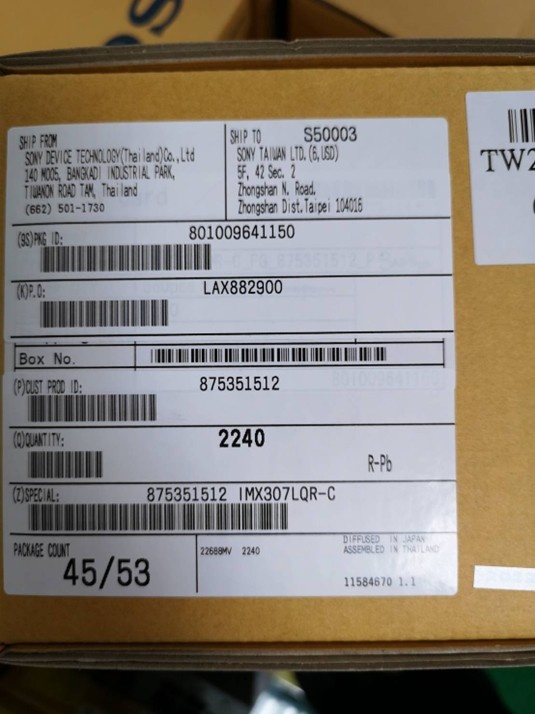 SHIP FROM
SONY DEVICE TECHNOLOGY(Thailand)Co.,Ltd
140 MOO5, BANGKADI INDUSTRIAL PARK,
TIWANON ROAD TAM, Thailand
(662) 501-1730
SHIP TO S50003
SONY TAIWAN LTD.(6,USD)
5F, 42 Sec. 2
Zhongshan N. Road.
Zhongshan Dist,Taipei 104016
TW2
(9S)PKG ID: 801009641150
(K)P.O: LAX882900
Box No.
(P)CUST PROD ID: 875351512
(Q)QUANTITY: 2240
R-Pb
(Z)SPECIAL: 875351512 IMX307LQR-C
PACKAGE COUNT
45/53
22688MV 2240
DIFFUSED IN JAPAN
ASSEMBLED IN THAILAND
11584670 1.1